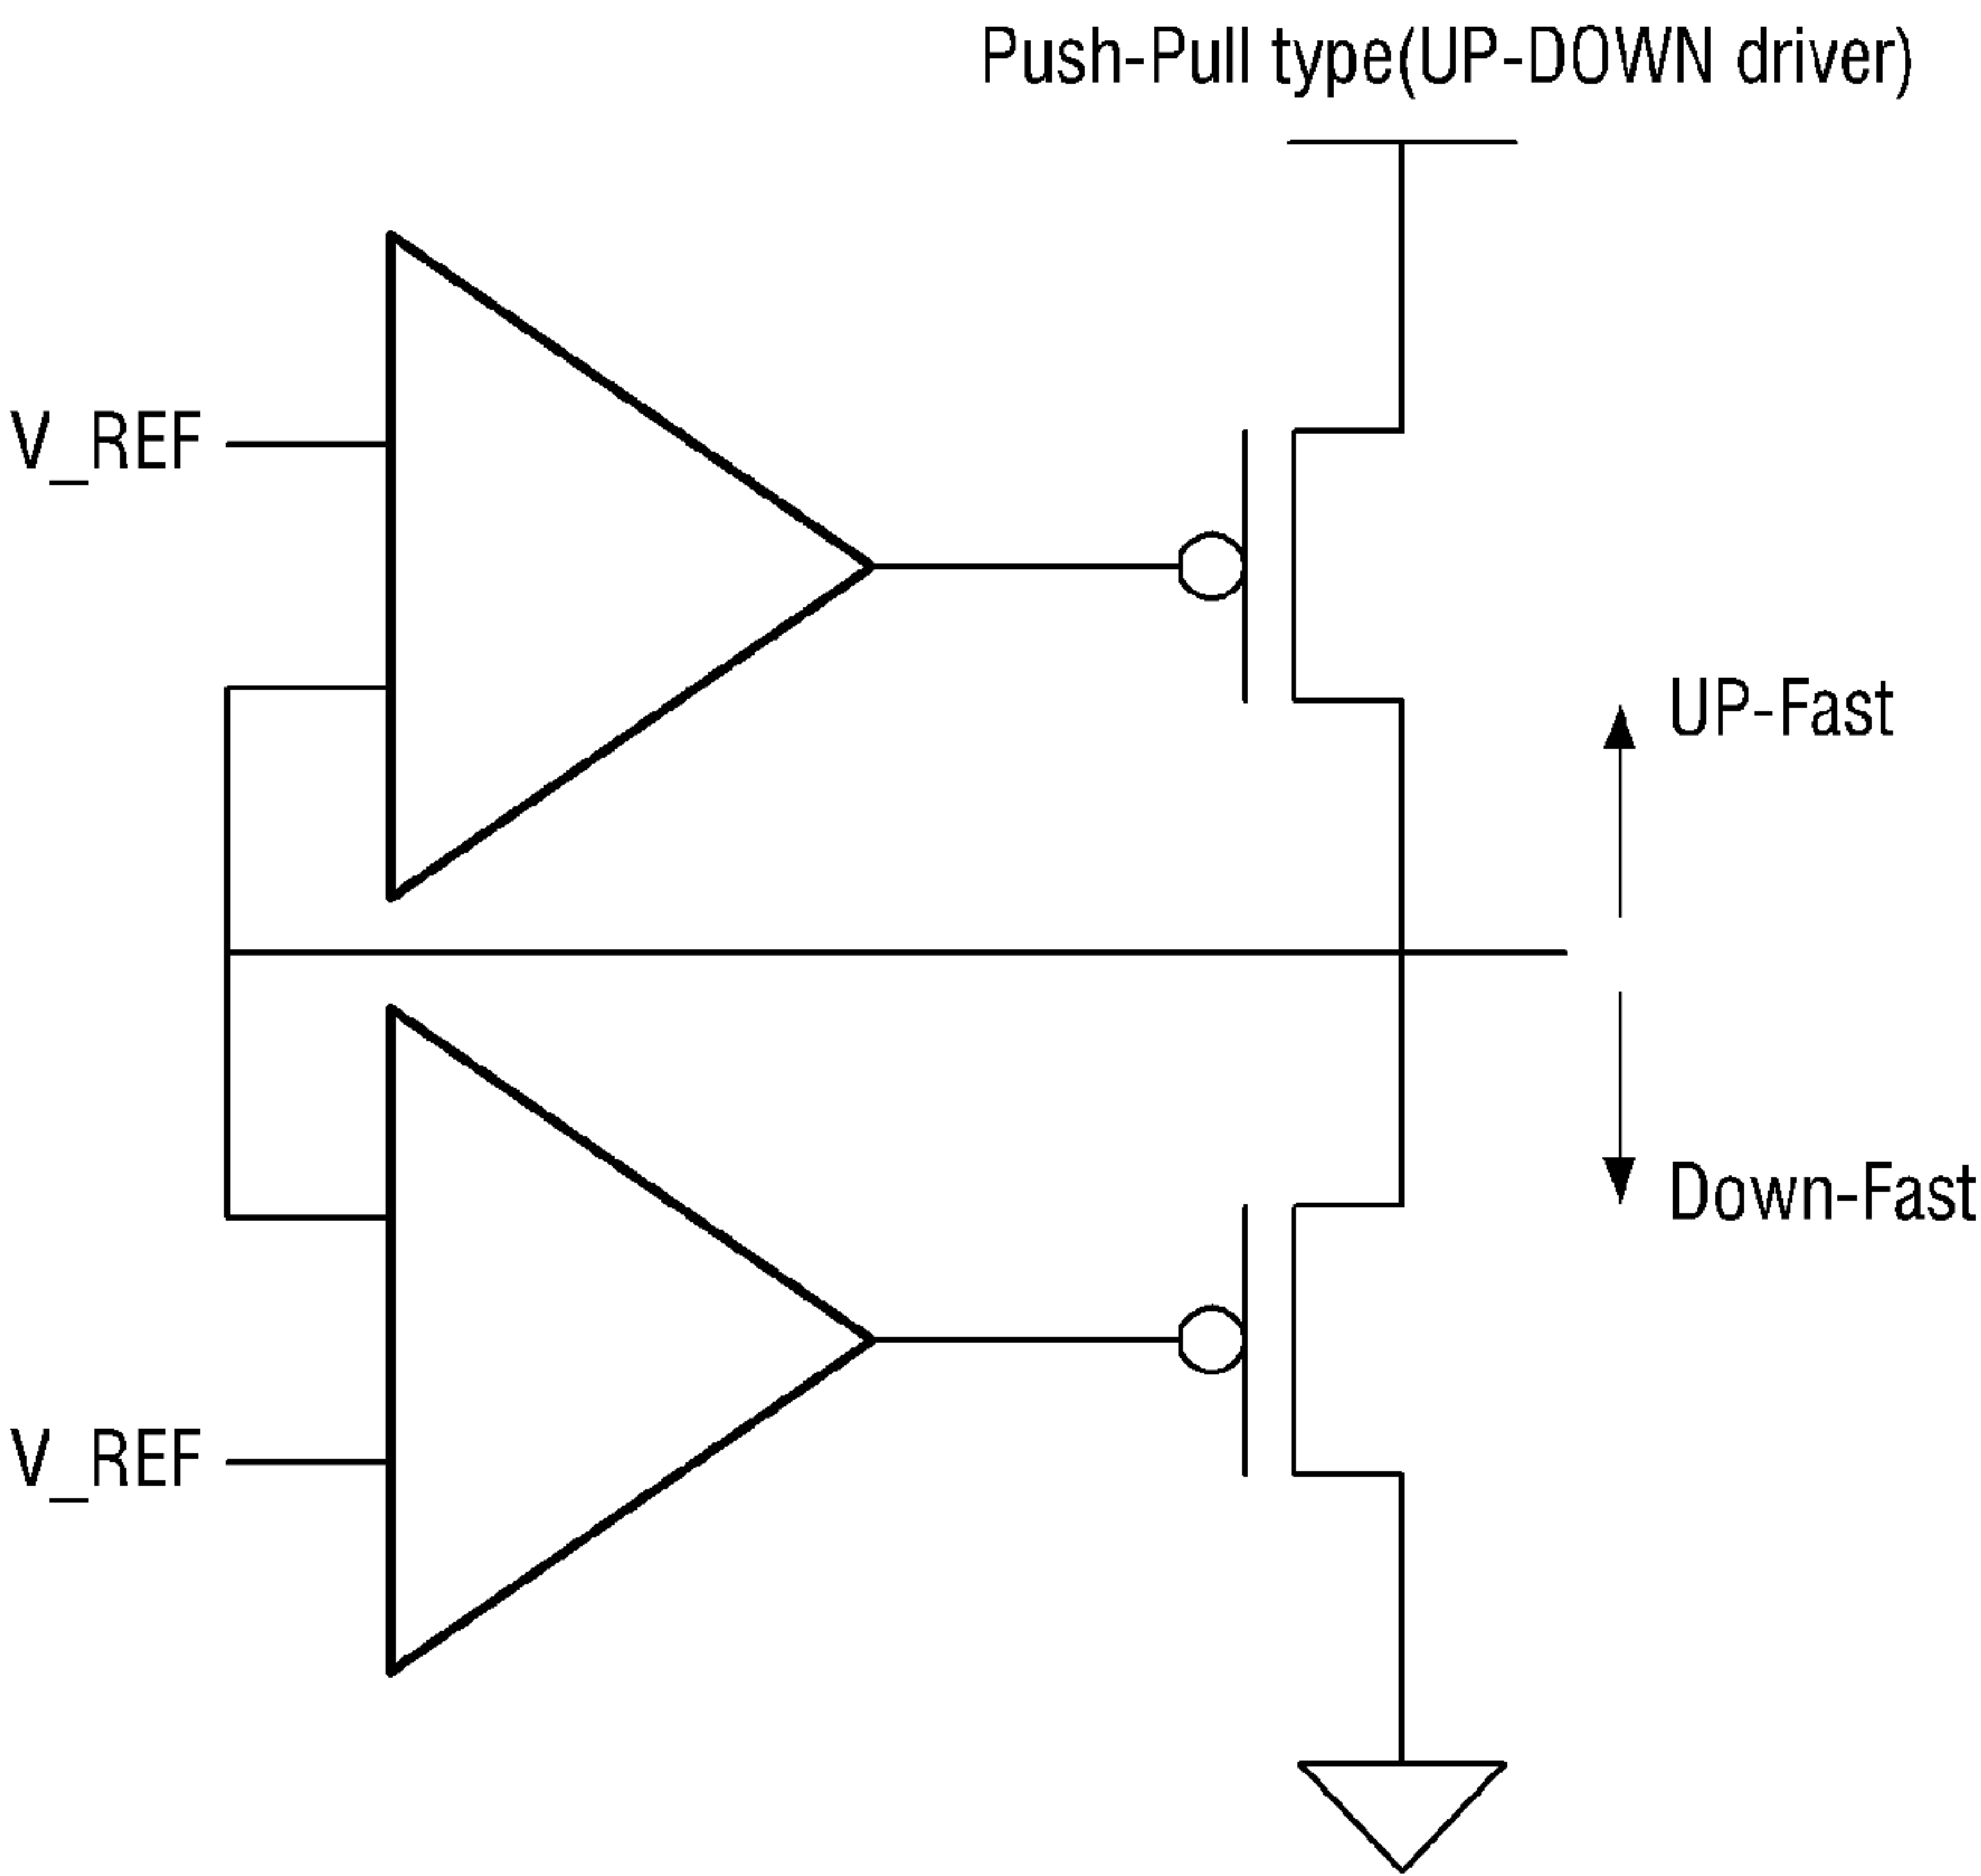 Push-Pull type(UP-DOWN driver)
V_REF
UP-Fast
Down-Fast
V_REF